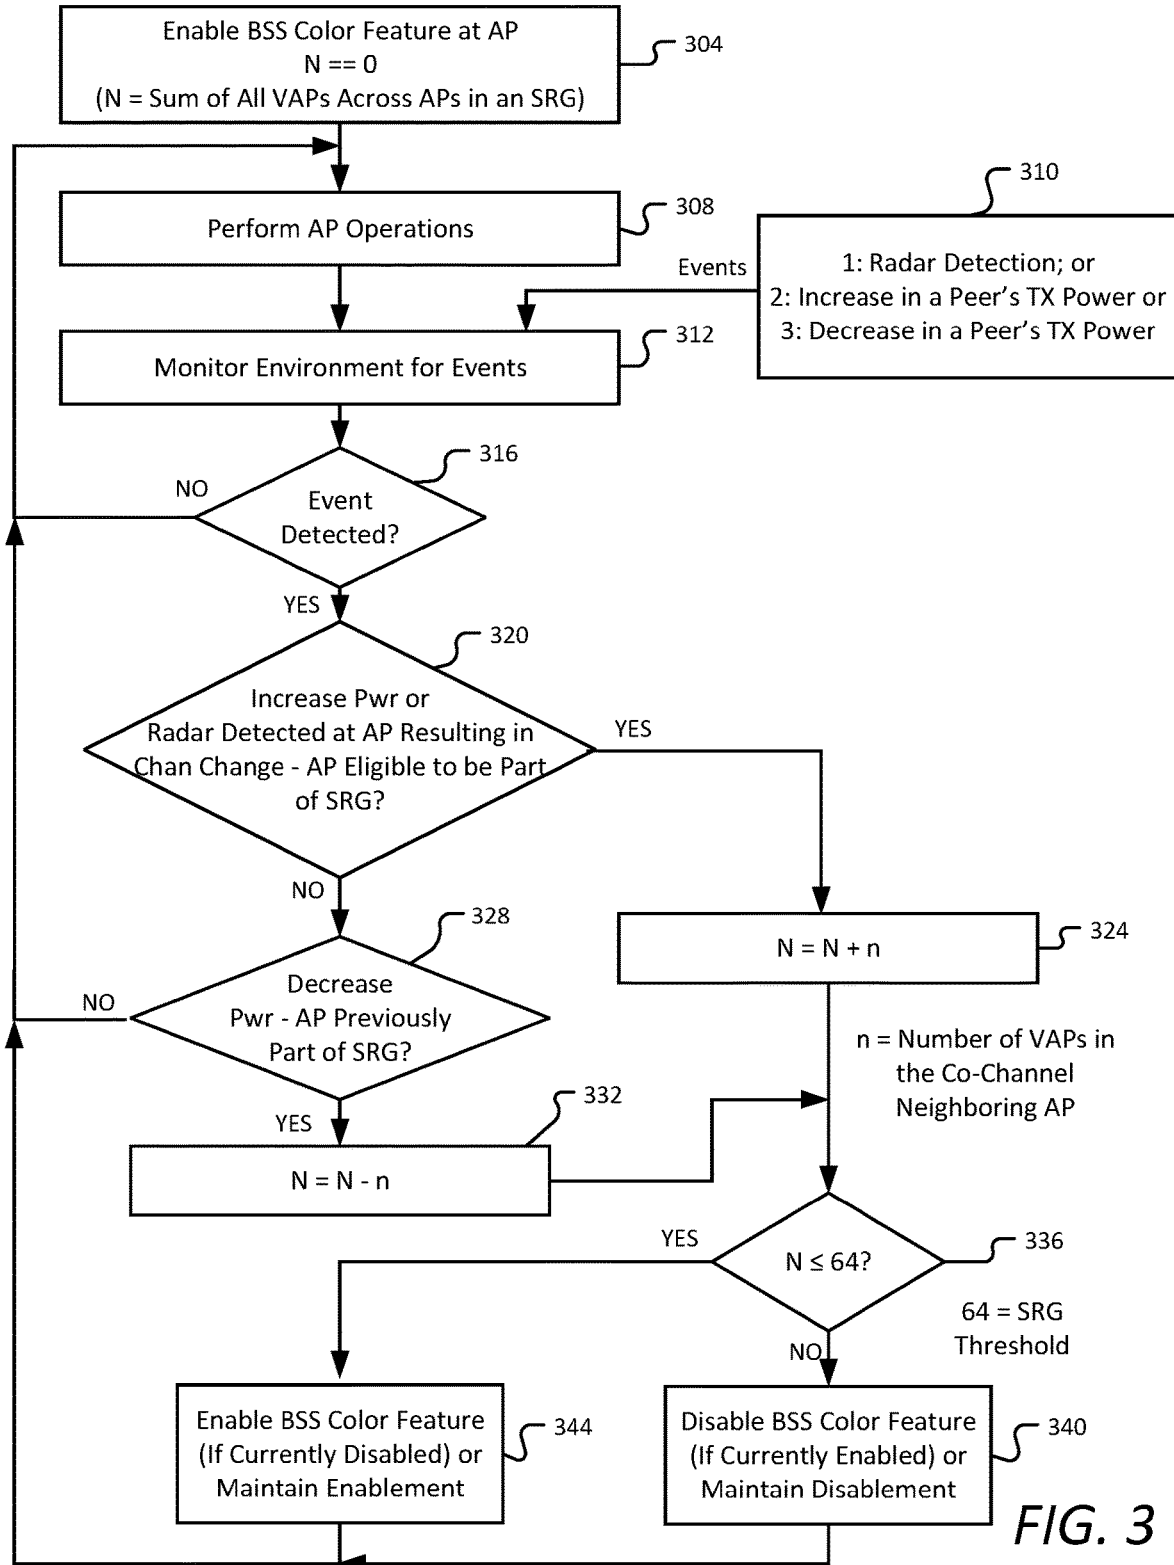 Enable BSS Color Feature at AP
N == 0
(N = Sum of All VAPs Across APs in an SRG)
304
310
Perform AP Operations
308
Events
1: Radar Detection; or
2: Increase in a Peer's TX Power or
3: Decrease in a Peer's TX Power
Monitor Environment for Events
312
316
NO
Event
Detected?
YES
320
Increase Pwr or
Radar Detected at AP Resulting in
Chan Change - AP Eligible to be Part
of SRG?
YES
NO
328
N = N + n
324
Decrease
Pwr - AP Previously
Part of SRG?
NO
n = Number of VAPs in
the Co-Channel
Neighboring AP
YES
332
N = N - n
YES
N ≤ 64?
336
64 = SRG
Threshold
NO
Enable BSS Color Feature
(If Currently Disabled) or
Maintain Enablement
344
Disable BSS Color Feature
(If Currently Enabled) or
Maintain Disablement
340
FIG. 3